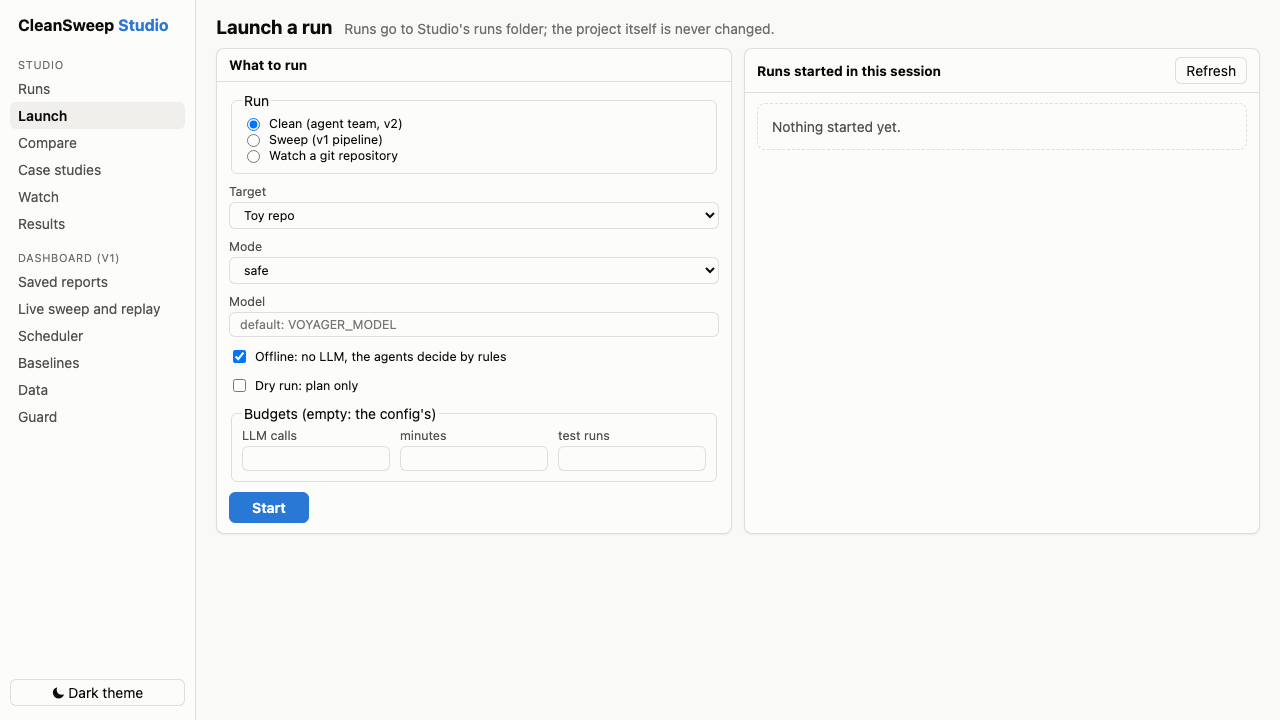 CleanSweep Studio
STUDIO
Runs
Launch
Compare
Case studies
Watch
Results
DASHBOARD (V1)
Saved reports
Live sweep and replay
Scheduler
Baselines
Data
Guard
Dark theme
Launch a run
Runs go to Studio's runs folder; the project itself is never changed.
What to run
Run
Clean (agent team, v2)
Sweep (v1 pipeline)
Watch a git repository
Target
Toy repo
Mode
safe
Model
default: VOYAGER_MODEL
Offline: no LLM, the agents decide by rules
Dry run: plan only
Budgets (empty: the config's)
LLM calls minutes test runs
Start
Runs started in this session
Refresh
Nothing started yet.